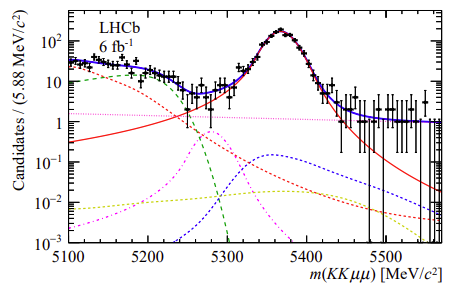 Candidates / (5.88 MeV/c²)
LHCb
6 fb⁻¹
10²
10
1
10⁻¹
10⁻²
10⁻³
5100 5200 5300 5400 5500
m(KKμμ) [MeV/c²]